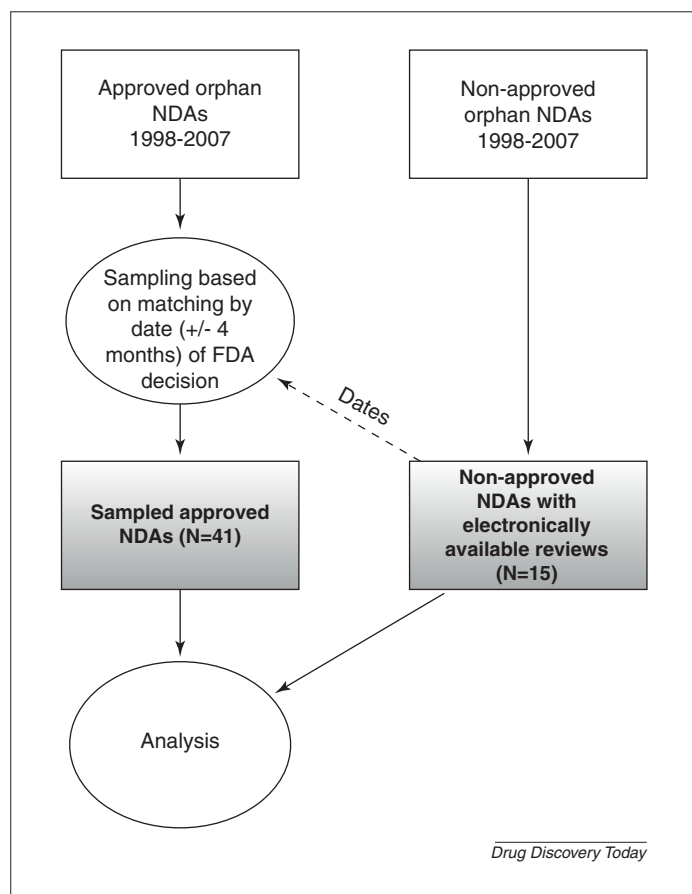 Approved orphan
NDAs
1998-2007
Non-approved
orphan NDAs
1998-2007
Sampling based
on matching by
date (+/- 4
months) of FDA
decision
Dates
Sampled approved
NDAs (N=41)
Non-approved
NDAs with
electronically
available reviews
(N=15)
Analysis
Drug Discovery Today